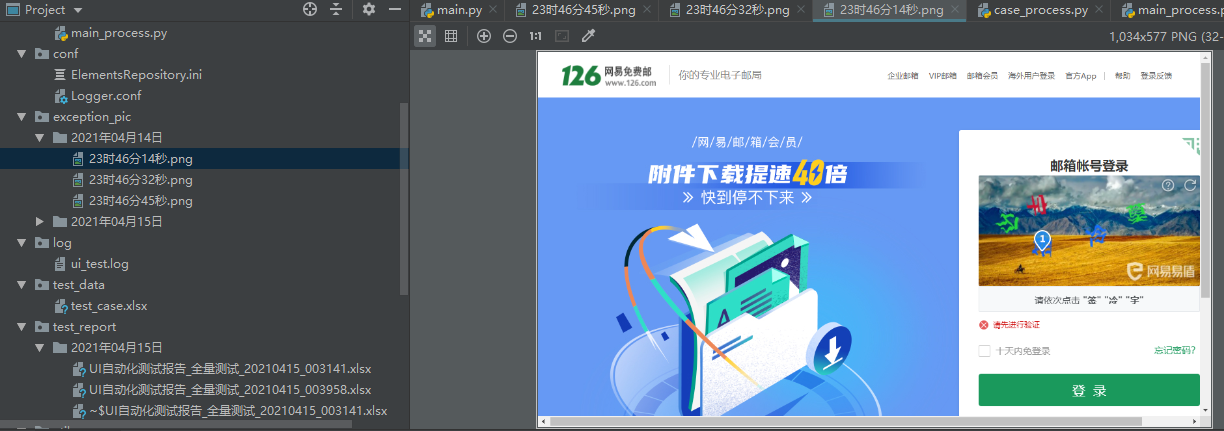 Project
main_process.py
conf
ElementsRepository.ini
Logger.conf
exception_pic
2021年04月14日
23时46分14秒.png
23时46分32秒.png
23时46分45秒.png
2021年04月15日
log
ui_test.log
test_data
test_case.xlsx
test_report
2021年04月15日
UI自动化测试报告_全量测试_20210415_003141.xlsx
UI自动化测试报告_全量测试_20210415_003958.xlsx
~$UI自动化测试报告_全量测试_20210415_003141.xlsx
main.py 23时46分45秒.png 23时46分32秒.png 23时46分14秒.png case_process.py main_process.p
1:1 1,034x577 PNG (32-
126 网易免费邮 www.126.com 你的专业电子邮局
企业邮箱 VIP邮箱 邮箱会员 海外用户登录 官方App | 帮助 登录反馈
/网/易/邮/箱/会/员/
附件下载提速40倍
快到停不下来
A
邮箱帐号登录
1
网易易盾
请依次点击 "签" "冷" "宇"
请先进行验证
十天内免登录 忘记密码?
登 录